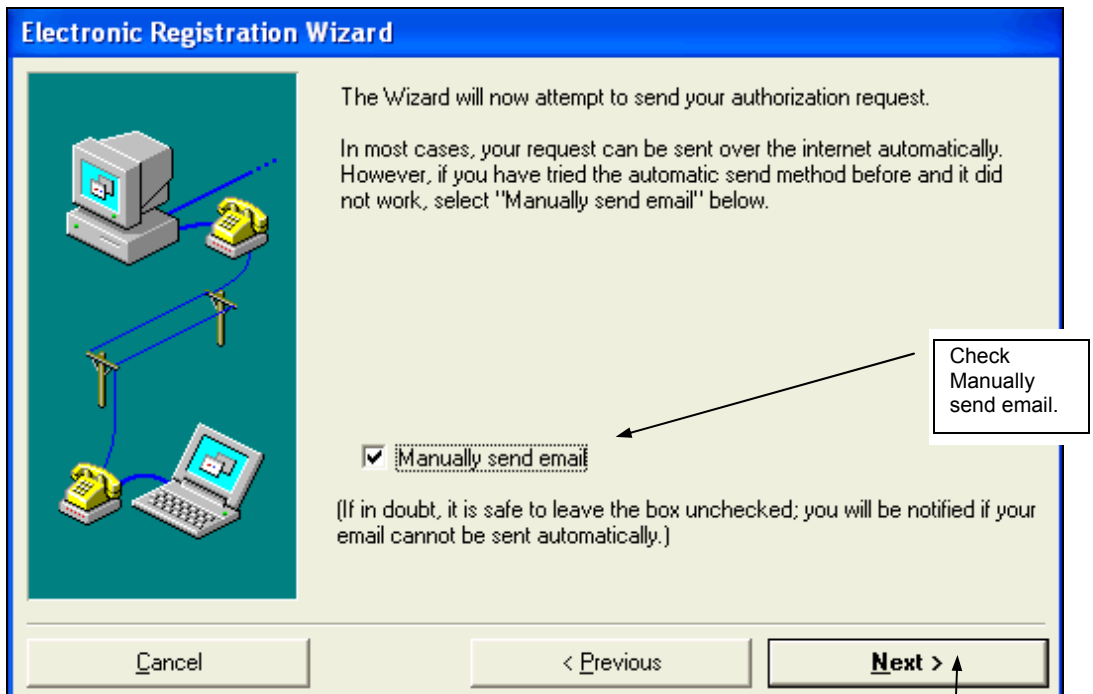 Electronic Registration Wizard
The Wizard will now attempt to send your authorization request.
In most cases, your request can be sent over the internet automatically.
However, if you have tried the automatic send method before and it did
not work, select "Manually send email" below.
Check
Manually
send email.
Manually send email
(If in doubt, it is safe to leave the box unchecked; you will be notified if your
email cannot be sent automatically.)
Cancel
< Previous
Next >